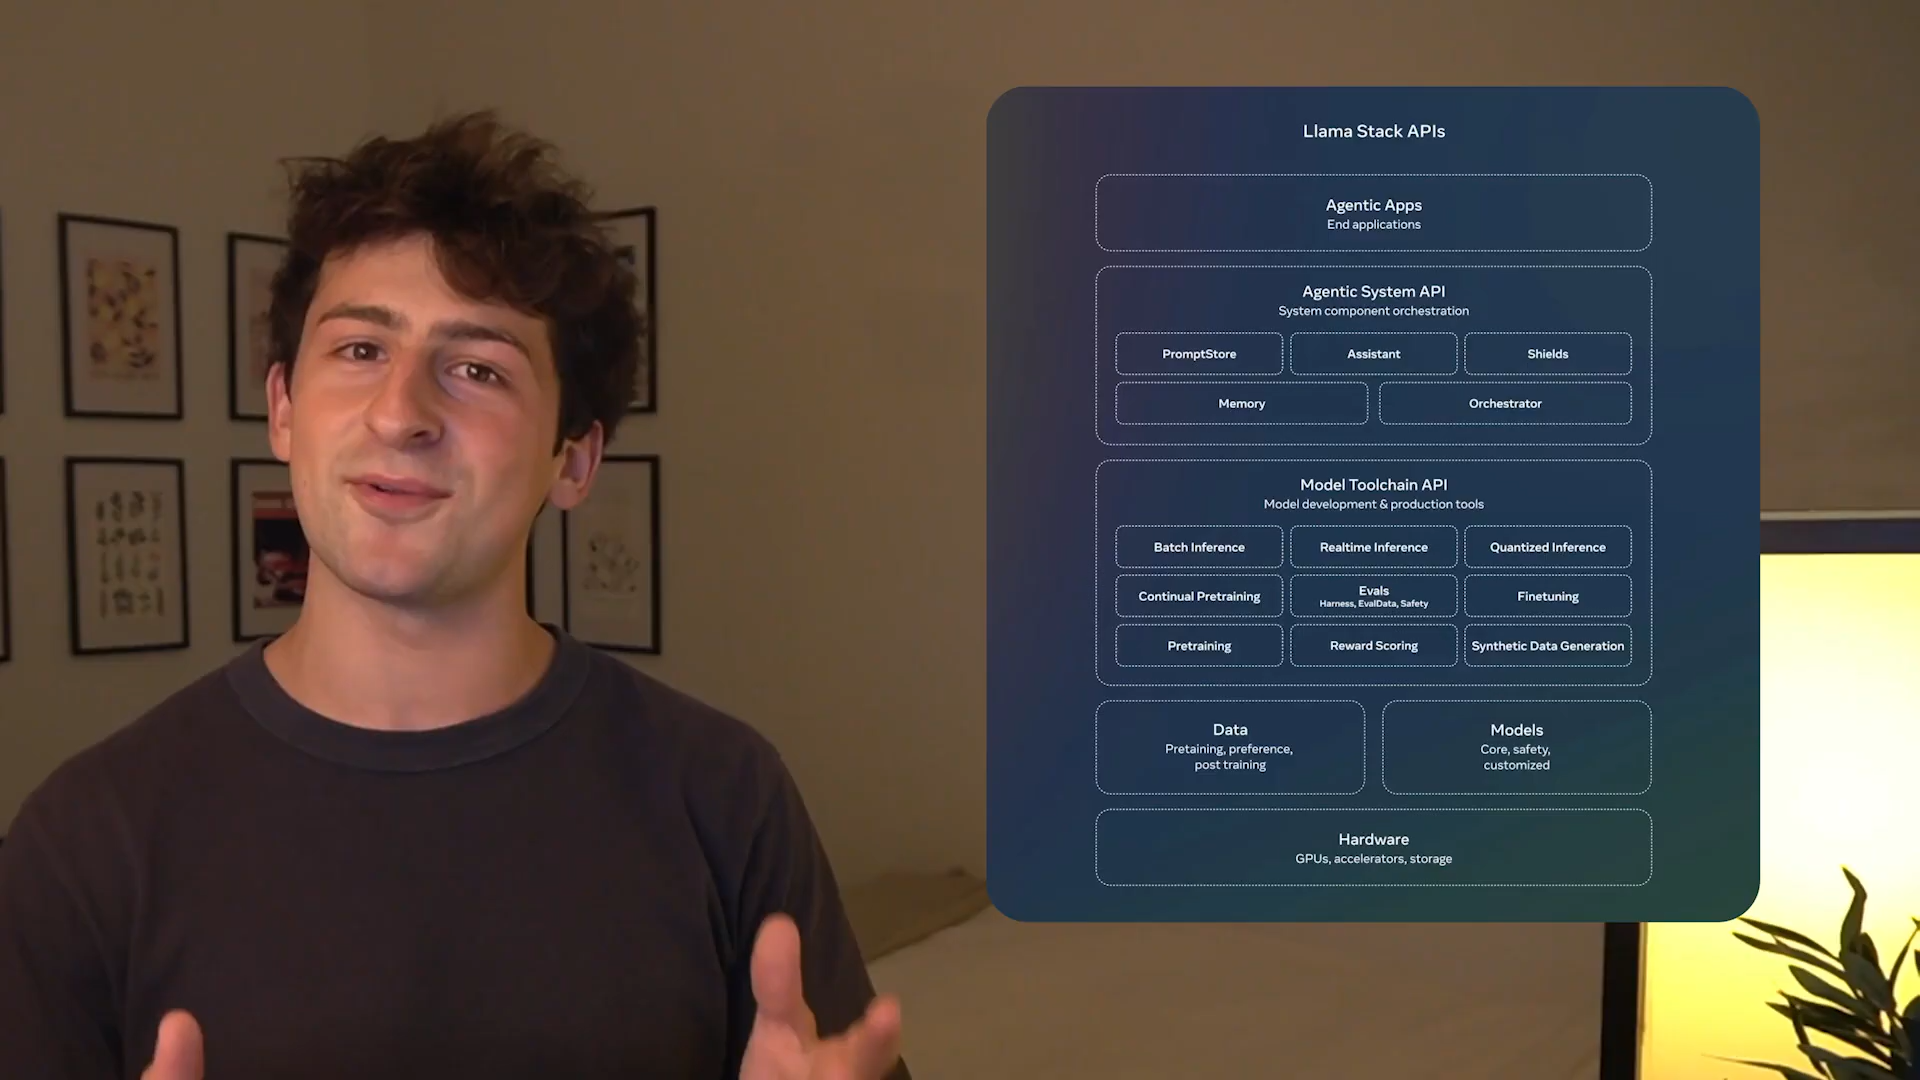 Llama Stack APIs
Agentic Apps
End applications
Agentic System API
System component orchestration
PromptStore
Assistant
Shields
Memory
Orchestrator
Model Toolchain API
Model development & production tools
Batch Inference
Realtime Inference
Quantized Inference
Continual Pretraining
Evals
Harness, EvalData, Safety
Finetuning
Pretraining
Reward Scoring
Synthetic Data Generation
Data
Pretaining, preference,
post training
Models
Core, safety,
customized
Hardware
GPUs, accelerators, storage